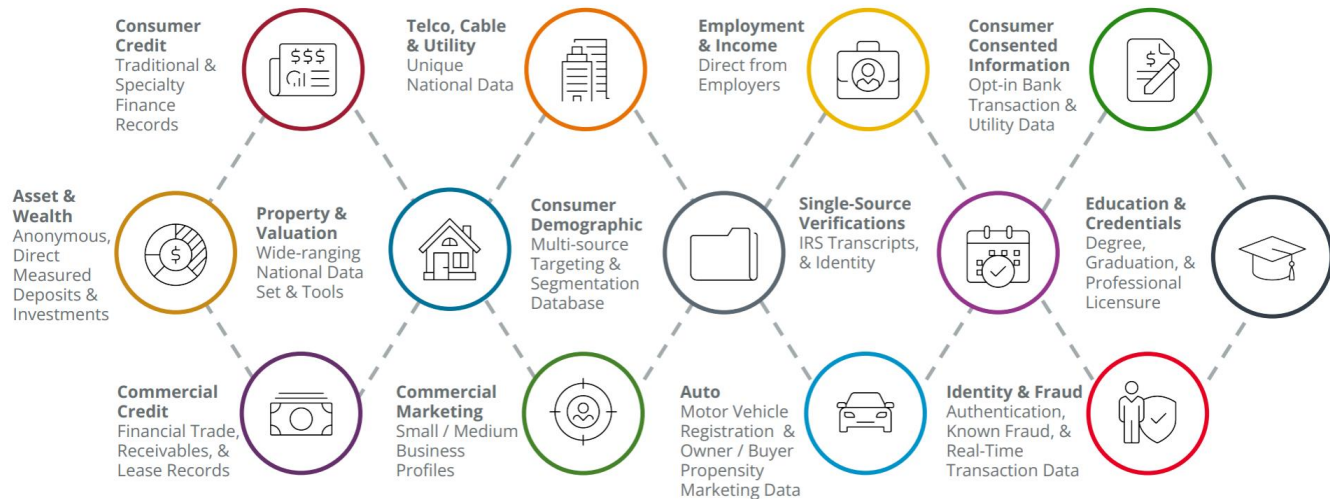 Consumer
Credit
Traditional &
Specialty
Finance
Records
$$$
Telco, Cable
& Utility
Unique
National Data
Employment
& Income
Direct from
Employers
Consumer
Consented
Information
Opt-in Bank
Transaction &
Utility Data
$
Asset &
Wealth
Anonymous,
Direct
Measured
Deposits &
Investments
$
Property &
Valuation
Wide-ranging
National Data
Set & Tools
Consumer
Demographic
Multi-source
Targeting &
Segmentation
Database
Single-Source
Verifications
IRS Transcripts,
& Identity
Education &
Credentials
Degree,
Graduation, &
Professional
Licensure
Commercial
Credit
Financial Trade,
Receivables, &
Lease Records
Commercial
Marketing
Small / Medium
Business
Profiles
Auto
Motor Vehicle
Registration &
Owner / Buyer
Propensity
Marketing Data
Identity & Fraud
Authentication,
Known Fraud, &
Real-Time
Transaction Data